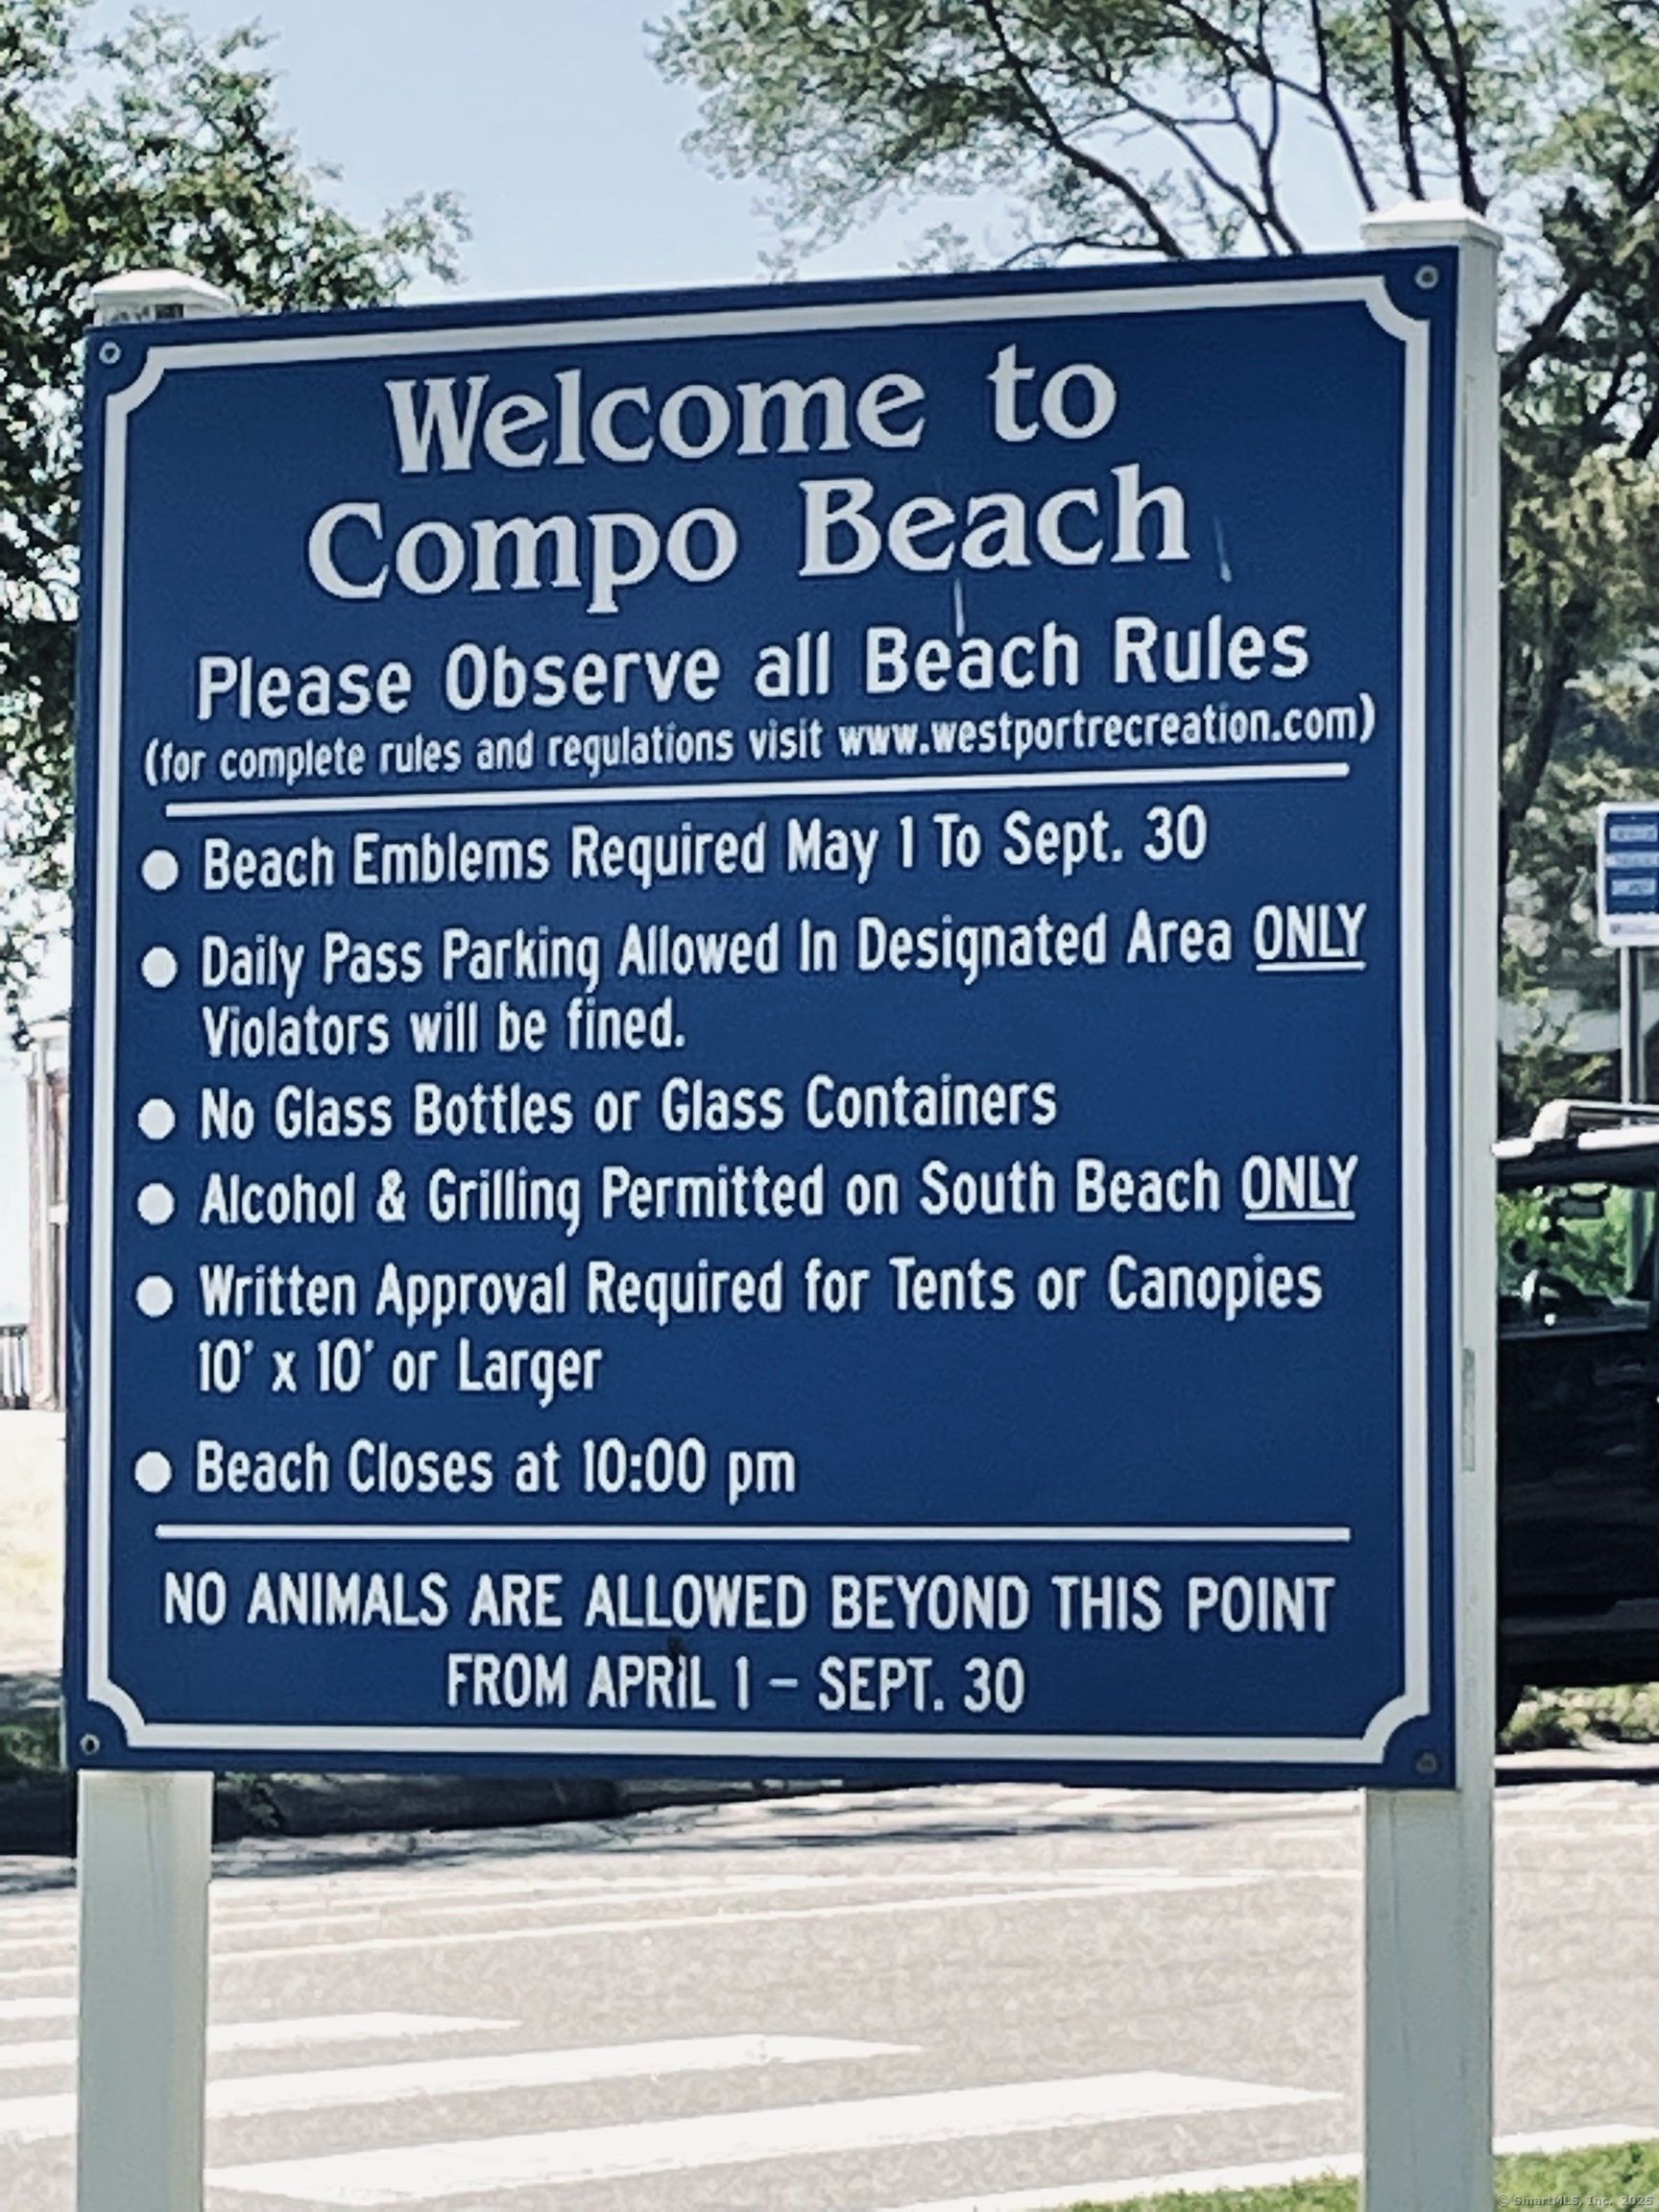 Welcome to
Compo Beach
Please Observe all Beach Rules
(for complete rules and regulations visit www.westportrecreation.com)
● Beach Emblems Required May 1 To Sept. 30
● Daily Pass Parking Allowed In Designated Area ONLY
Violators will be fined.
● No Glass Bottles or Glass Containers
● Alcohol & Grilling Permitted on South Beach ONLY
● Written Approval Required for Tents or Canopies
10' x 10' or Larger
● Beach Closes at 10:00 pm
NO ANIMALS ARE ALLOWED BEYOND THIS POINT
FROM APRIL 1 – SEPT. 30
© SmartMLS, Inc. 2025